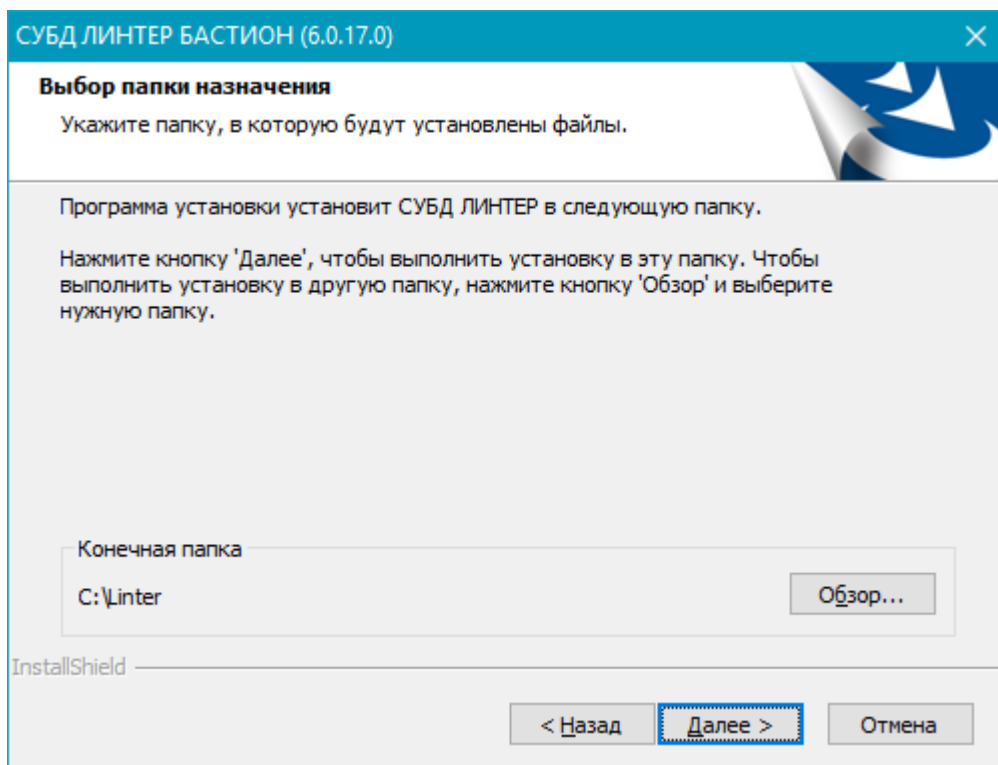 СУБД ЛИНТЕР БАСТИОН (6.0.17.0)
Выбор папки назначения
Укажите папку, в которую будут установлены файлы.
Программа установки установит СУБД ЛИНТЕР в следующую папку.
Нажмите кнопку 'Далее', чтобы выполнить установку в эту папку. Чтобы
выполнить установку в другую папку, нажмите кнопку 'Обзор' и выберите
нужную папку.
Конечная папка
C:\Linter
Обзор...
InstallShield
< Назад
Далее >
Отмена